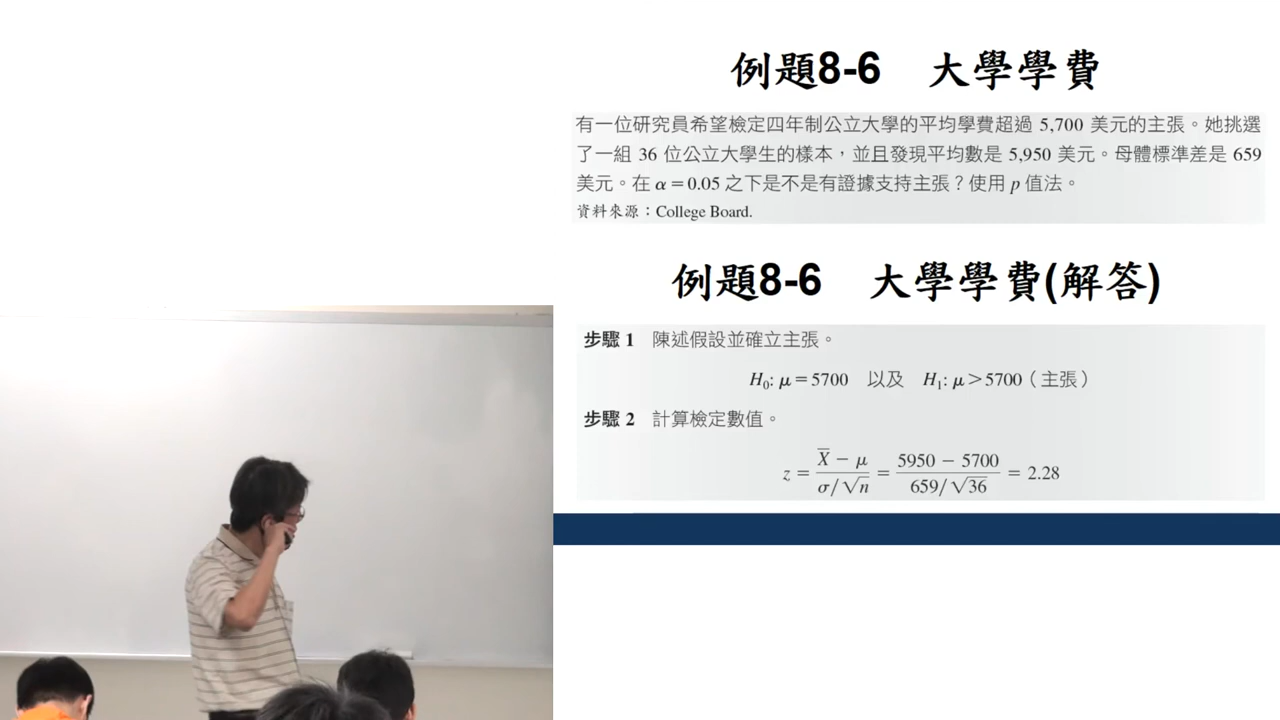 例題8-6 大學學費
有一位研究員希望檢定四年制公立大學的平均學費超過 5,700 美元的主張。她挑選
了一組 36 位公立大學生的樣本，並且發現平均數是 5,950 美元。母體標準差是 659
美元。在 α = 0.05 之下是不是有證據支持主張？使用 p 值法。
資料來源：College Board.
例題8-6 大學學費(解答)
步驟 1 陳述假設並確立主張。
H₀: μ = 5700 以及 H₁: μ > 5700（主張）
步驟 2 計算檢定數值。
z = (X̄ − μ)/(σ/√n) = (5950 − 5700)/(659/√36) = 2.28